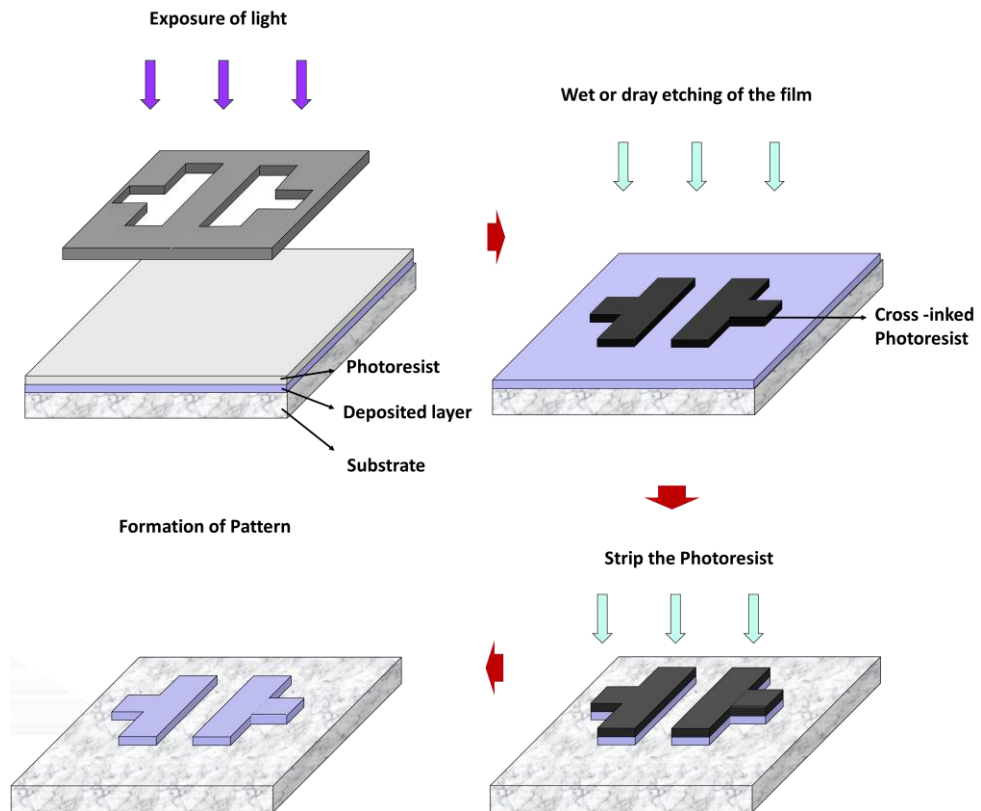 Exposure of light
Photoresist
Deposited layer
Substrate
Wet or dray etching of the film
Cross -inked
Photoresist
Strip the Photoresist
Formation of Pattern